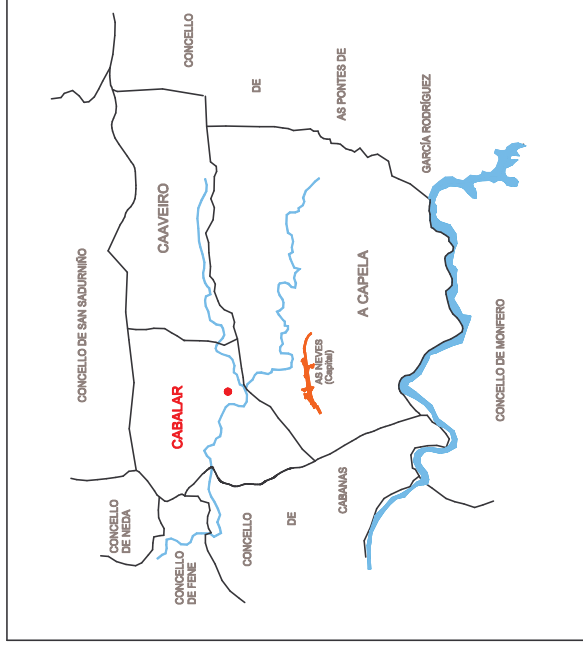 CONCELLO DE SAN SADURNIÑO
CONCELLO
DE NEDA
CONCELLO
DE FENE
CABALAR
CAAVEIRO
CONCELLO
DE
AS PONTES DE
GARCÍA RODRÍGUEZ
CONCELLO
DE
CABANAS
AS NEVES
(Capital)
A CAPELA
CONCELLO DE MONFERO